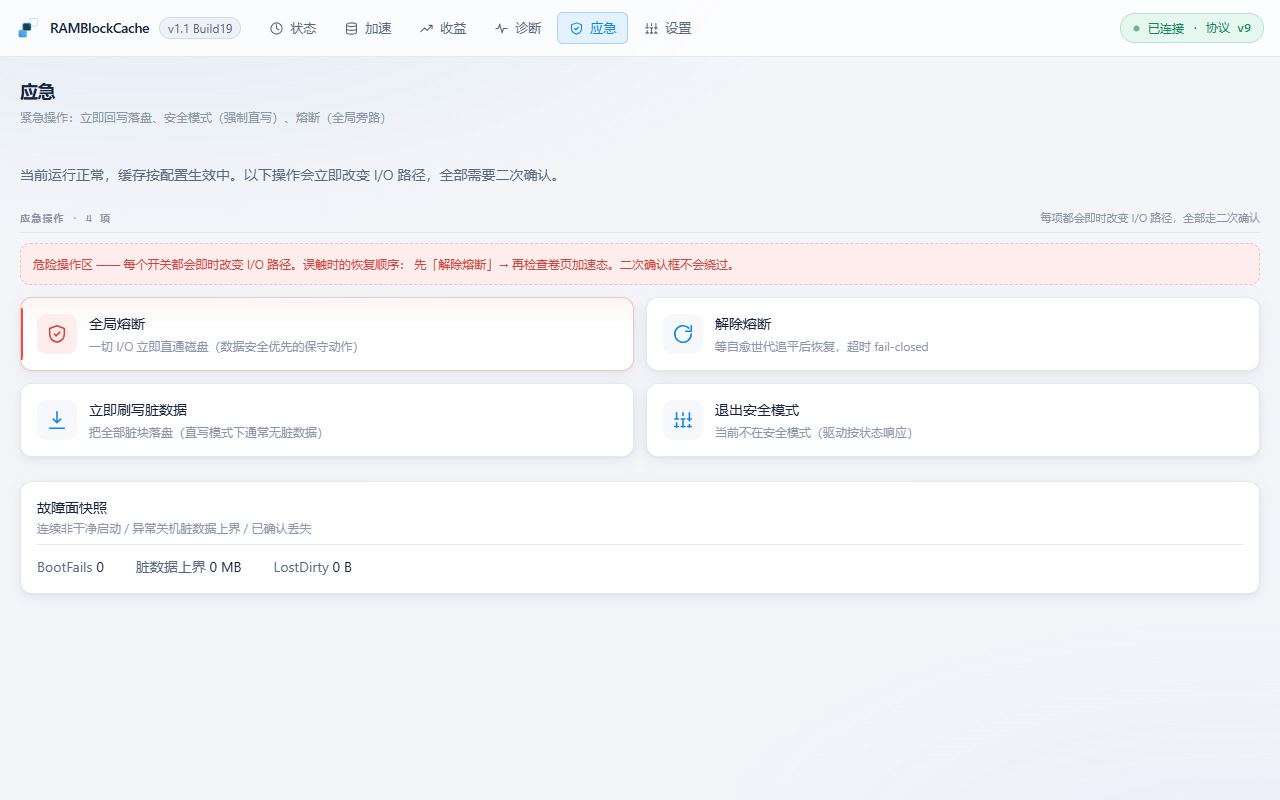 RAMBlockCache v1.1 Build19 状态 加速 收益 诊断 应急 设置 已连接 · 协议 v9
应急
紧急操作：立即回写落盘、安全模式（强制直写）、熔断（全局旁路）
当前运行正常，缓存按配置生效中。以下操作会立即改变 I/O 路径，全部需要二次确认。
应急操作 · 4 项 每项都会即时改变 I/O 路径，全部走二次确认
危险操作区 —— 每个开关都会即时改变 I/O 路径。误触时的恢复顺序： 先「解除熔断」→ 再检查卷页加速态。二次确认框不会绕过。
全局熔断
一切 I/O 立即直通磁盘（数据安全优先的保守动作）
解除熔断
等自愈世代追平后恢复，超时 fail-closed
立即刷写脏数据
把全部脏块落盘（直写模式下通常无脏数据）
退出安全模式
当前不在安全模式（驱动按状态响应）
故障面快照
连续非干净启动 / 异常关机脏数据上界 / 已确认丢失
BootFails 0 脏数据上界 0 MB LostDirty 0 B